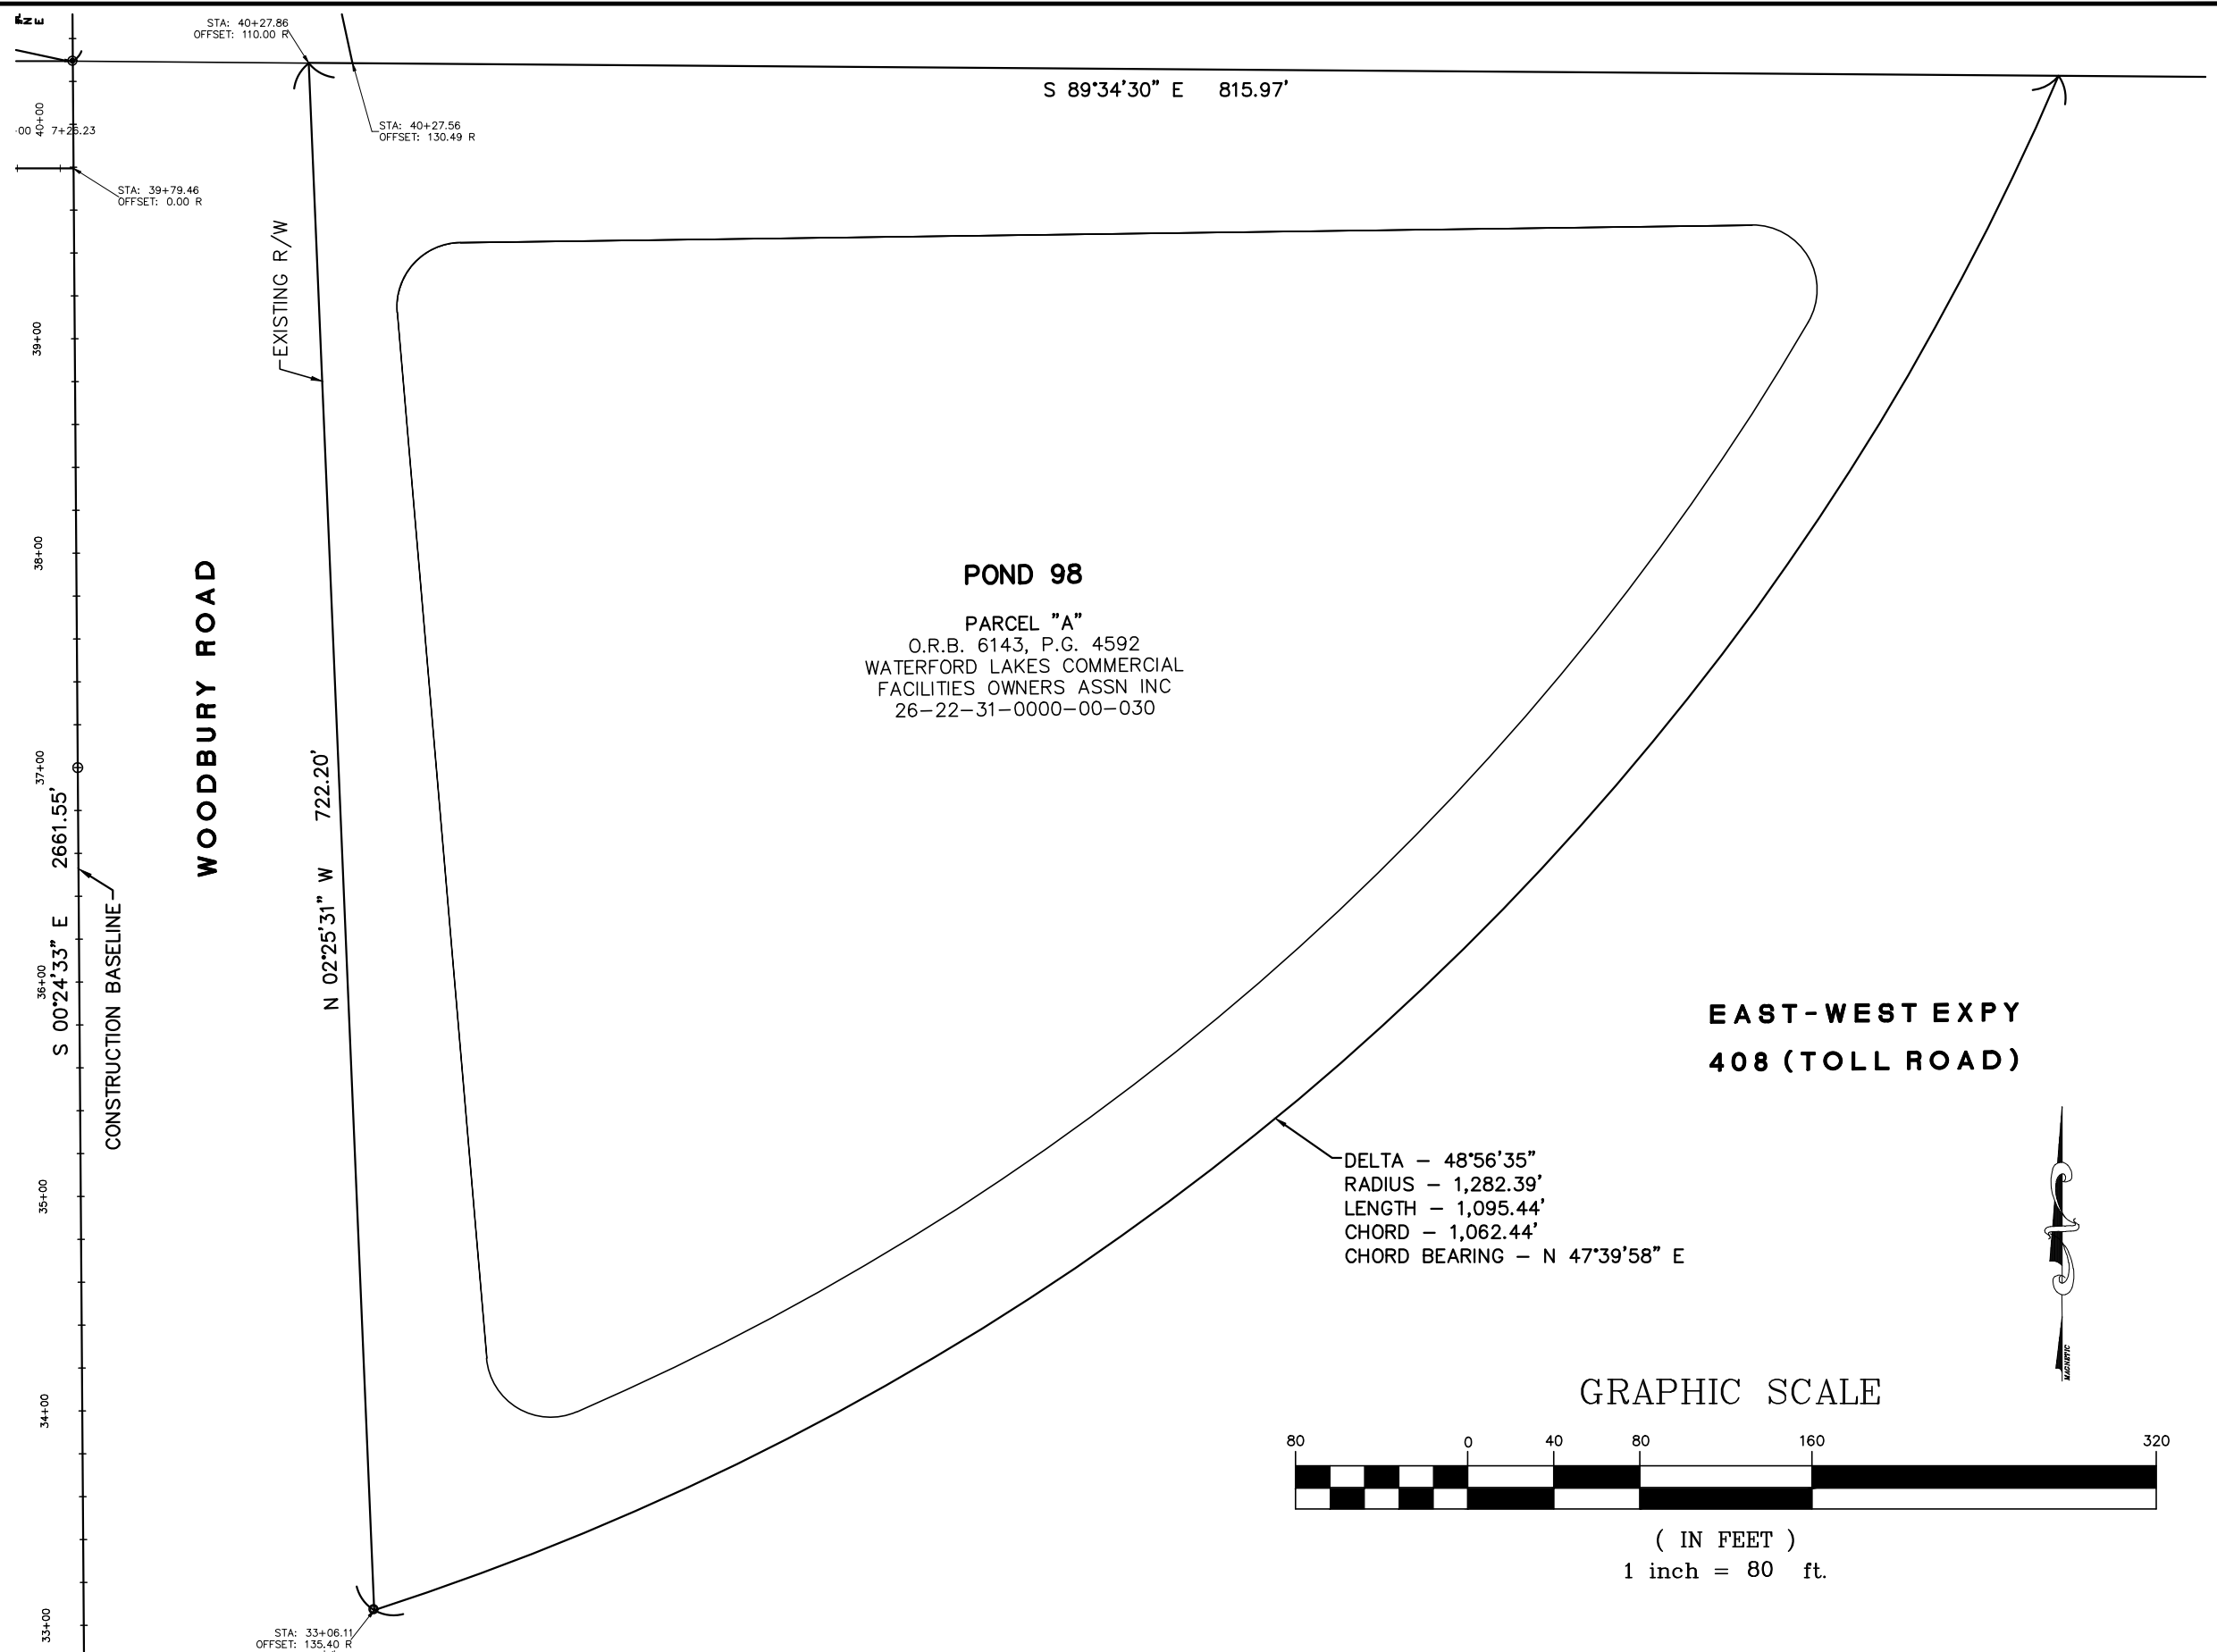 STA: 40+27.86
OFFSET: 110.00 R
S 89°34'30" E 815.97'
STA: 40+27.56
OFFSET: 130.49 R
40+00
7+26.23
STA: 39+79.46
OFFSET: 0.00 R
EXISTING R/W
39+00
38+00
37+00
36+00
35+00
34+00
33+00
WOODBURY ROAD
POND 98
PARCEL "A"
O.R.B. 6143, P.G. 4592
WATERFORD LAKES COMMERCIAL
FACILITIES OWNERS ASSN INC
26-22-31-0000-00-030
N 02°25'31" W 722.20'
S 00°24'33" E 2661.55'
CONSTRUCTION BASELINE
EAST-WEST EXPY
408 (TOLL ROAD)
DELTA - 48°56'35"
RADIUS - 1,282.39'
LENGTH - 1,095.44'
CHORD - 1,062.44'
CHORD BEARING - N 47°39'58" E
MAGNETIC
GRAPHIC SCALE
80 0 40 80 160 320
( IN FEET )
1 inch = 80 ft.
STA: 33+06.11
OFFSET: 135.40 R